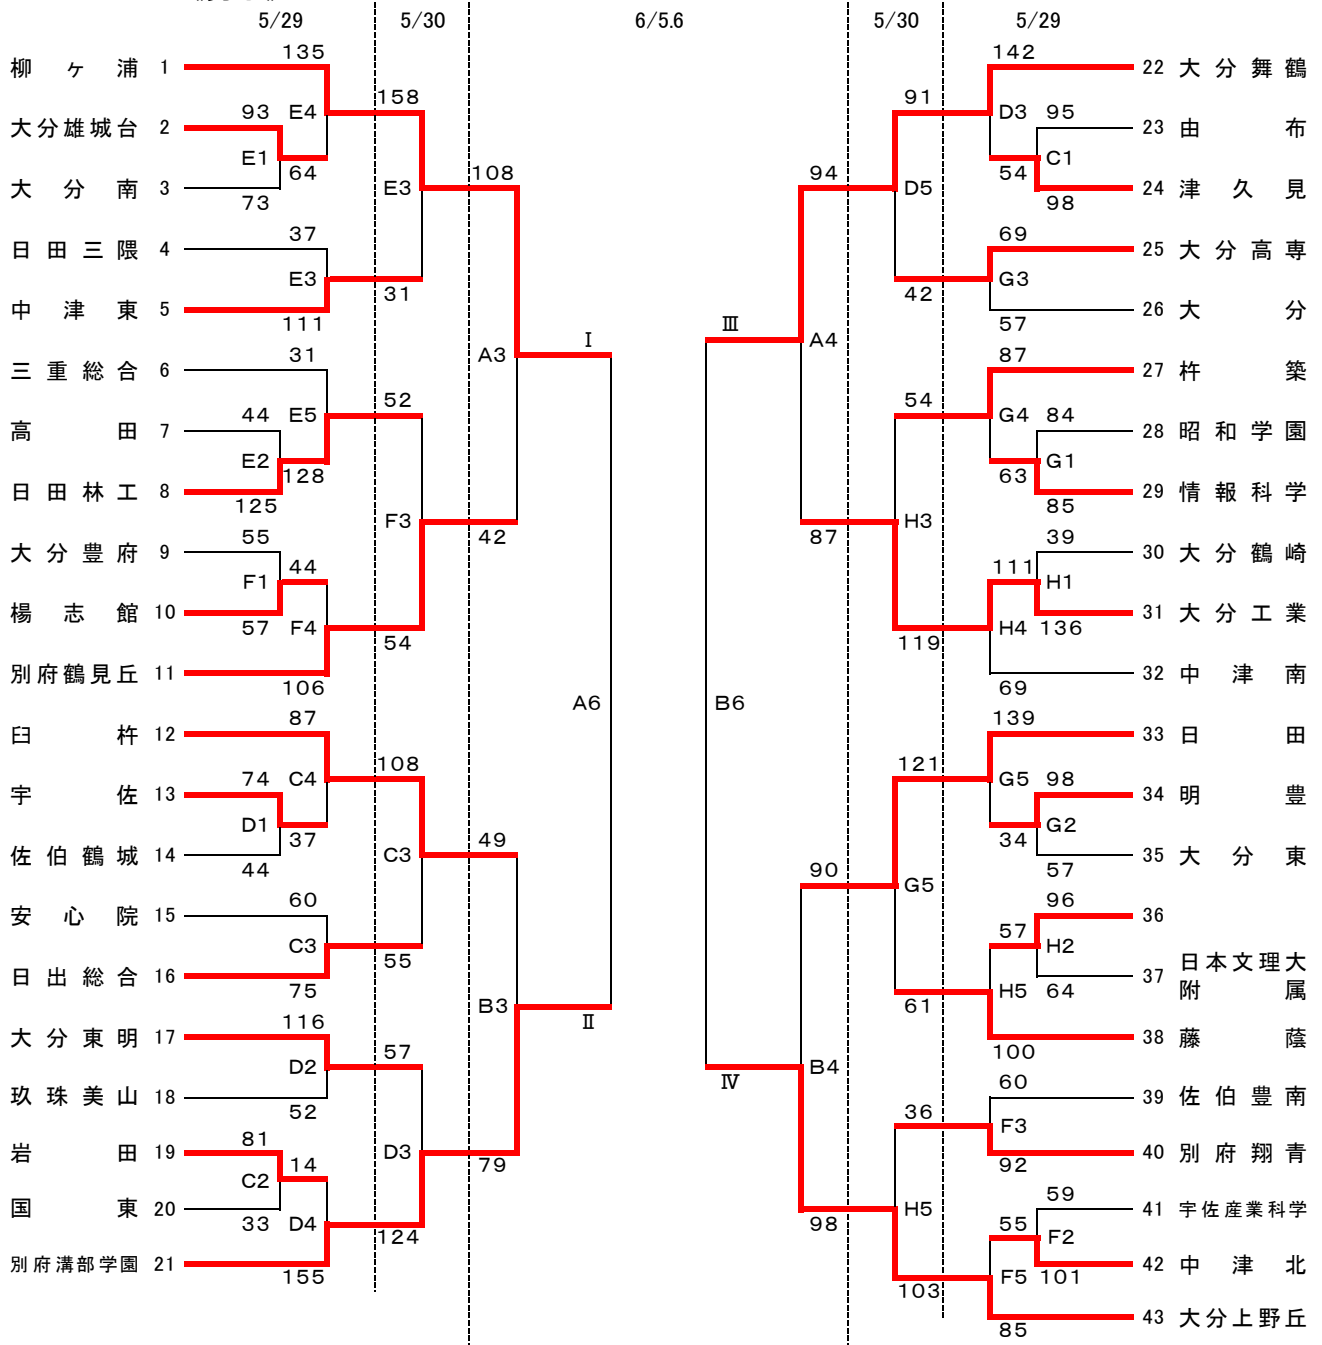 5/29 5/30 6/5.6 5/30 5/29
135 142
柳ヶ浦 1 22 大分舞鶴
158 91
93 E4 D3 95
大分雄城台 2 23 由布
E1 C1
64 108 94 54
大分南 3 E3 D5 24 津久見
73 98
37 69
日田三隈 4 25 大分高専
E3 G3
31 42
中津東 5 26 大分
111 57
I Ⅲ
31 A3 A4 87
三重総合 6 27 杵築
52 54
44 E5 G4 84
高田 7 28 昭和学園
E2 G1
128 63
日田林工 8 29 情報科学
125 85
F3 H3
55 42 87 39
大分豊府 9 30 大分鶴崎
44 111
F1 H1
楊志館 10 31 大分工業
57 F4 H4 136
54 119
別府鶴見丘 11 32 中津南
106 69
A6 B6
87 139
臼杵 12 33 日田
108 121
74 C4 G5 98
宇佐 13 34 明豊
D1 G2
37 49 34
佐伯鶴城 14 C3 35 大分東
44 90 57
G5
60 96
安心院 15 36
57
C3 H2
55
日出総合 16 37 日本文理大
附属
75 H5 64
B3 61
116 Ⅱ
大分東明 17 38 藤蔭
57 100
D2 B4
Ⅳ 60
玖珠美山 18 39 佐伯豊南
52 36
81 F3
岩田 19 D3 40 別府翔青
14 79 92
C2
33 59
国東 20 H5 41 宇佐産業科学
D4 98 55
124 F2
別府溝部学園 21 42 中津北
155 F5 101
103
43 大分上野丘
85